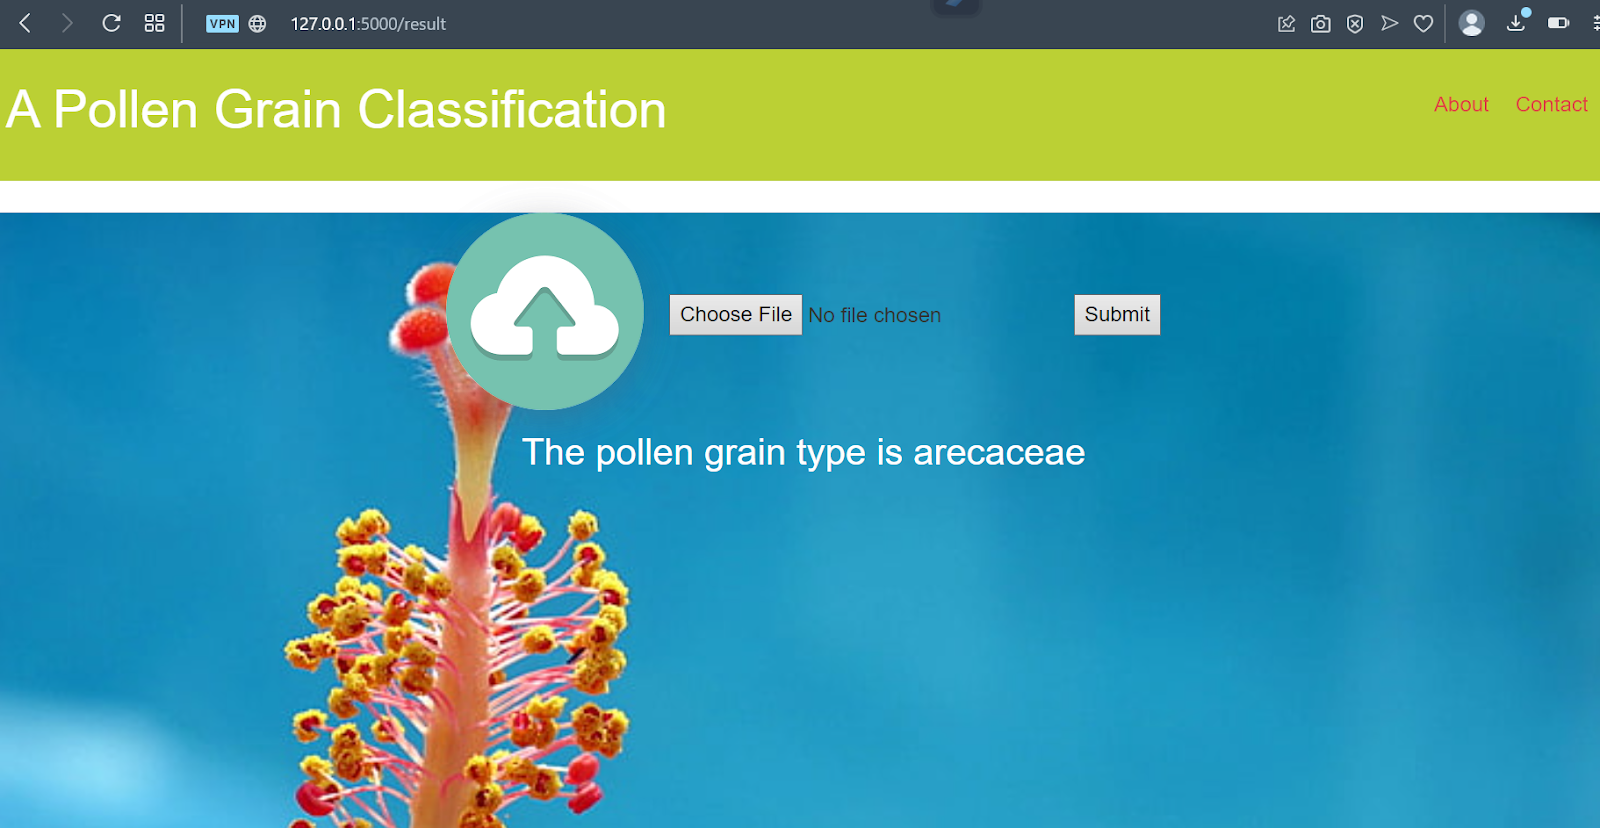 VPN 127.0.0.1:5000/result
A Pollen Grain Classification
About Contact
Choose File No file chosen Submit
The pollen grain type is arecaceae